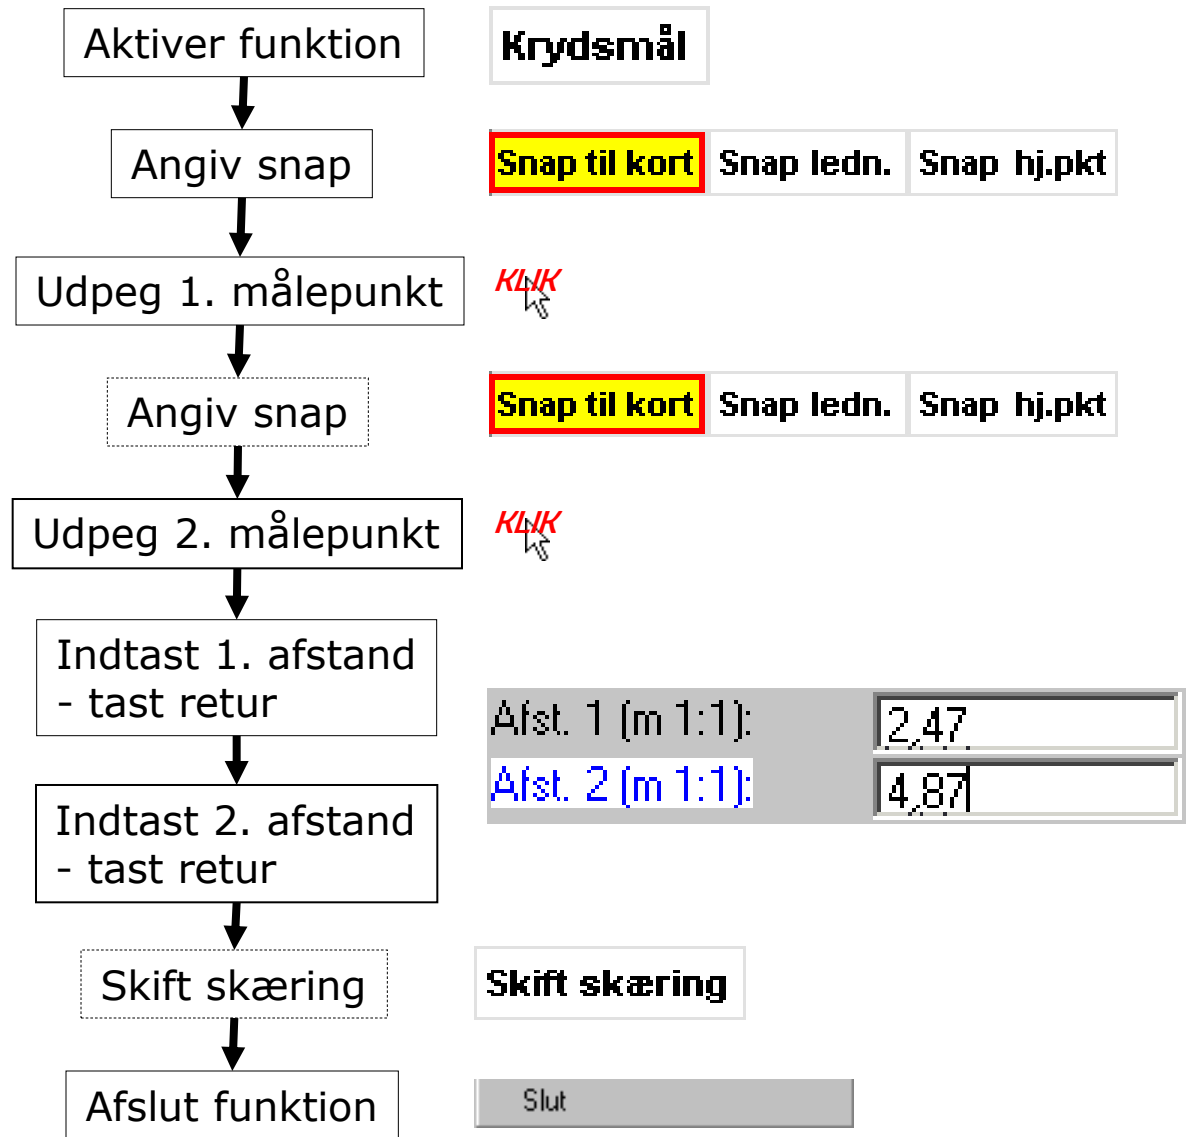 Aktiver funktion
Krydsmål
Angiv snap
Snap til kort Snap ledn. Snap hj.pkt
Udpeg 1. målepunkt
KLIK
Angiv snap
Snap til kort Snap ledn. Snap hj.pkt
Udpeg 2. målepunkt
KLIK
Indtast 1. afstand
- tast retur
Afst. 1 (m 1:1): 2,47
Afst. 2 (m 1:1): 4,87
Indtast 2. afstand
- tast retur
Skift skæring
Skift skæring
Afslut funktion
Slut